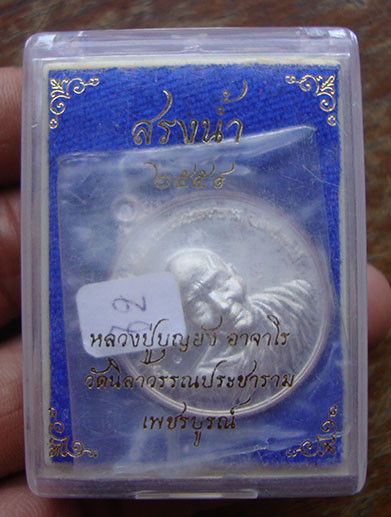 สรงน้ำ
๒๕๕๔
92
หลวงปู่บุญยัง อาจาโร
วัดนิลาวรรณประชาราม
เพชรบูรณ์